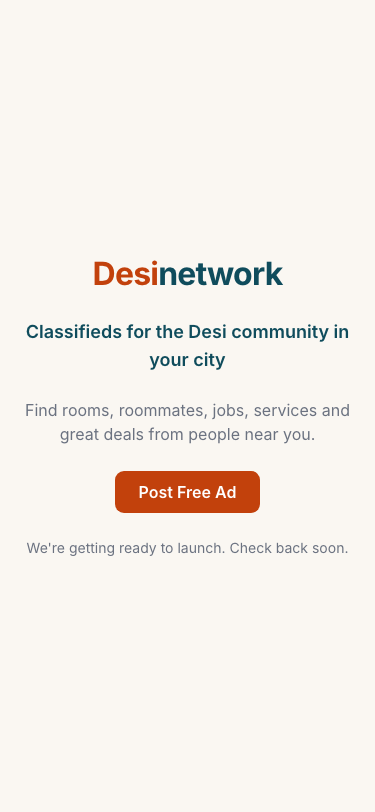 Desinetwork
Classifieds for the Desi community in
your city
Find rooms, roommates, jobs, services and
great deals from people near you.
Post Free Ad
We're getting ready to launch. Check back soon.